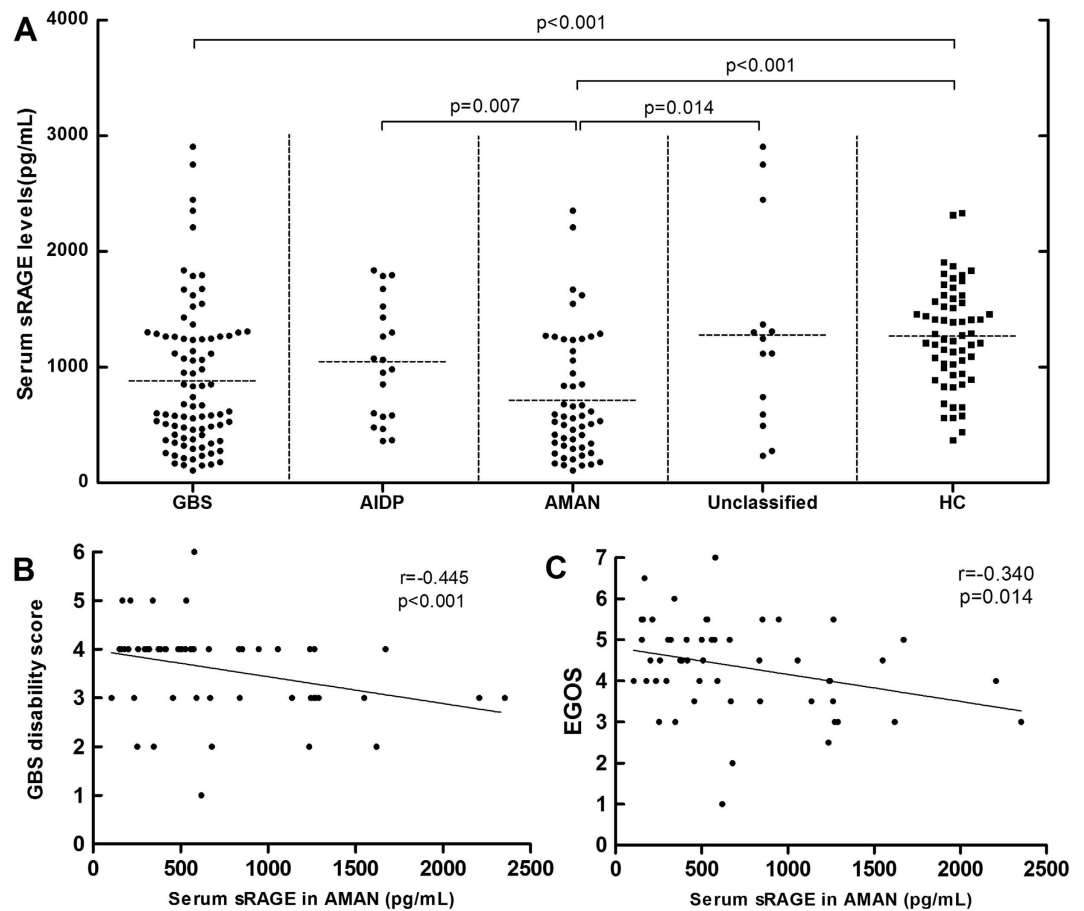 A
4000
3000
2000
1000
0
Serum sRAGE levels(pg/mL)
p<0.001
p<0.001
p=0.007
p=0.014
GBS
AIDP
AMAN
Unclassified
HC
B
6
5
4
3
2
1
0
GBS disability score
r=-0.445
p<0.001
0
500
1000
1500
2000
2500
Serum sRAGE in AMAN (pg/mL)
C
7
6
5
4
3
2
1
0
EGOS
r=-0.340
p=0.014
0
500
1000
1500
2000
2500
Serum sRAGE in AMAN (pg/mL)